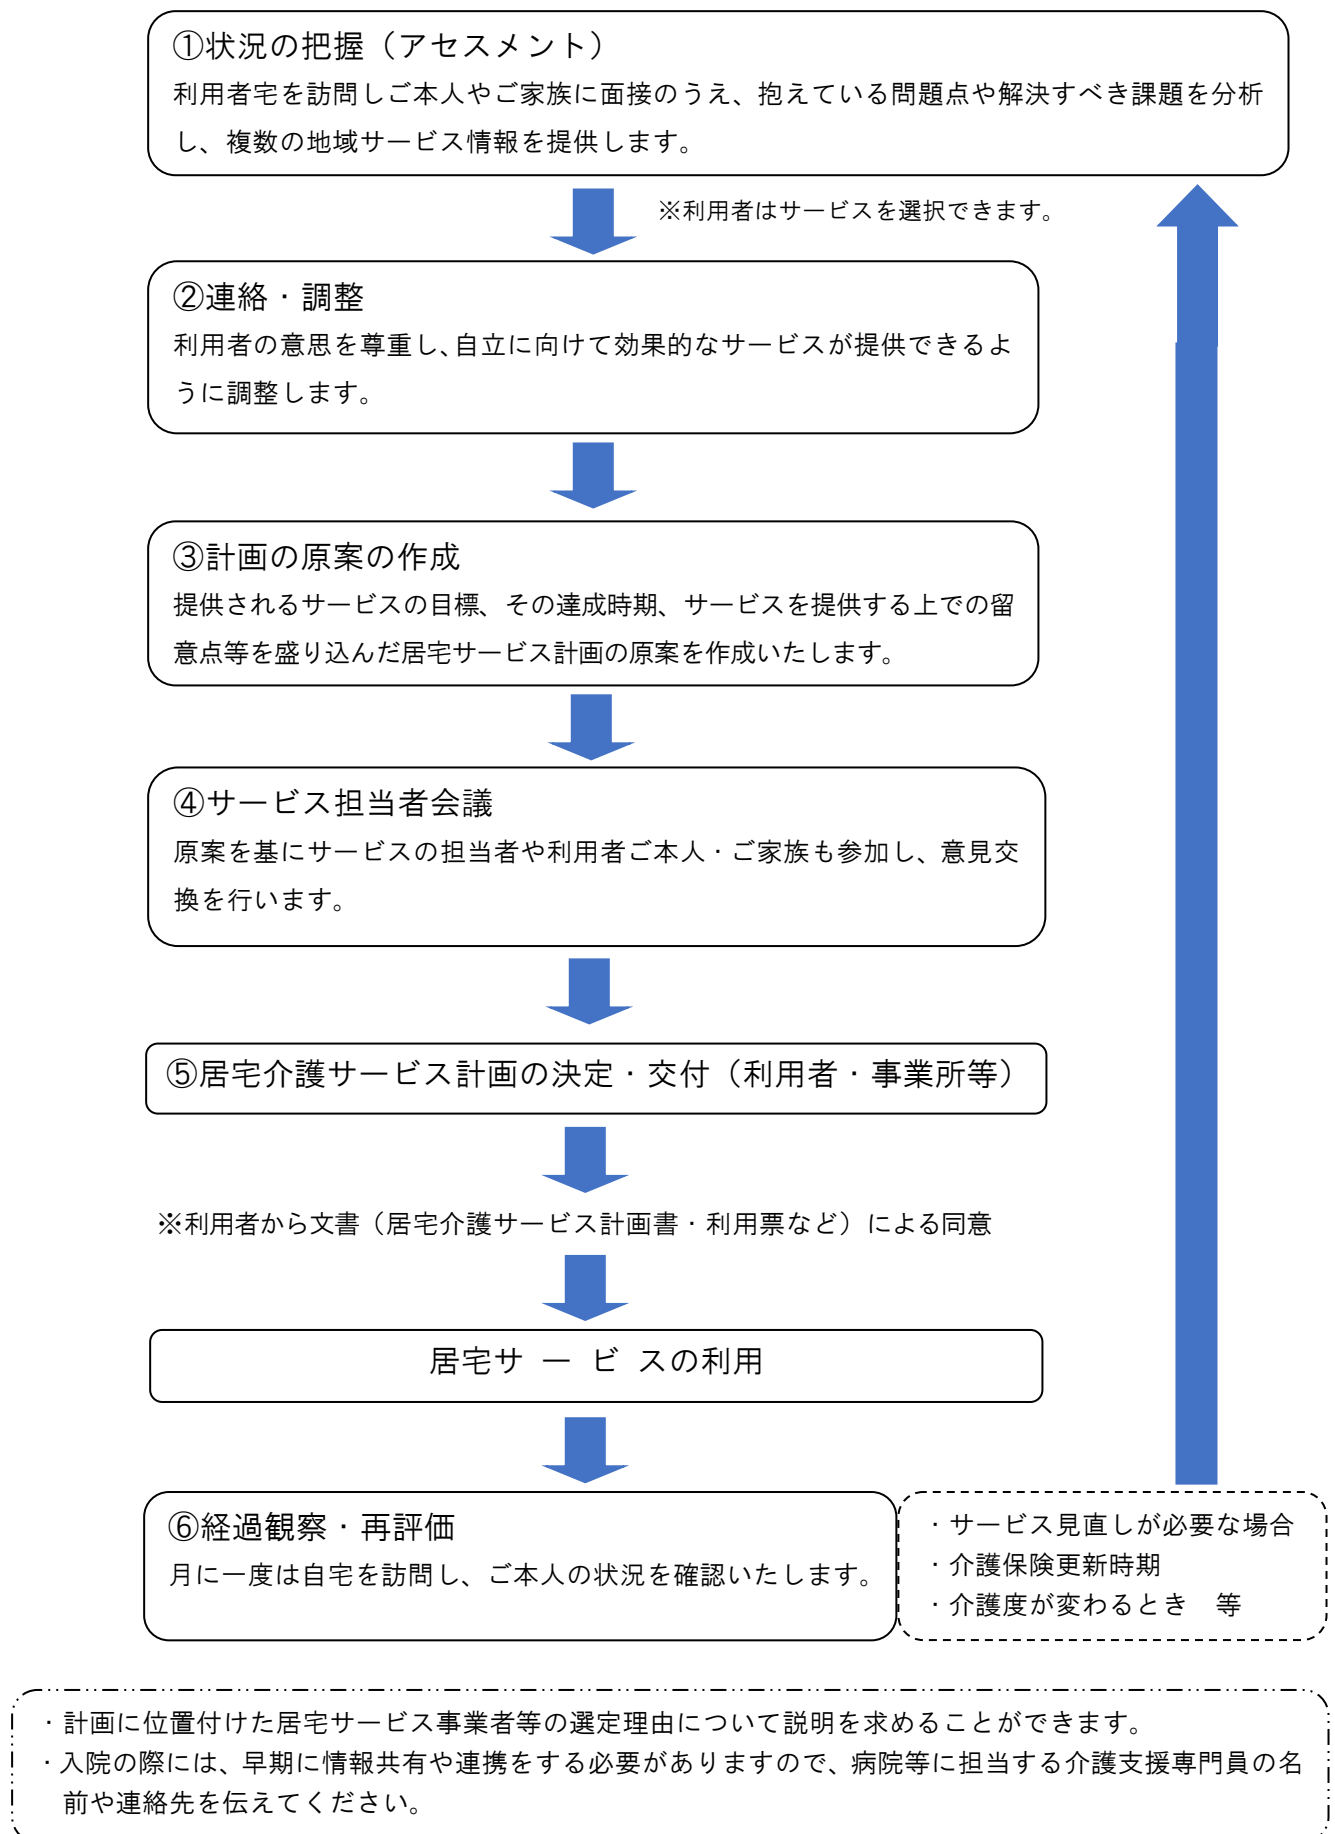 ①状況の把握（アセスメント）
利用者宅を訪問しご本人やご家族に面接のうえ、抱えている問題点や解決すべき課題を分析
し、複数の地域サービス情報を提供します。
※利用者はサービスを選択できます。
②連絡・調整
利用者の意思を尊重し、自立に向けて効果的なサービスが提供できるよ
うに調整します。
③計画の原案の作成
提供されるサービスの目標、その達成時期、サービスを提供する上での留
意点等を盛り込んだ居宅サービス計画の原案を作成いたします。
④サービス担当者会議
原案を基にサービスの担当者や利用者ご本人・ご家族も参加し、意見交
換を行います。
⑤居宅介護サービス計画の決定・交付（利用者・事業所等）
※利用者から文書（居宅介護サービス計画書・利用票など）による同意
居宅サ ー ビ スの利用
⑥経過観察・再評価
月に一度は自宅を訪問し、ご本人の状況を確認いたします。
・サービス見直しが必要な場合
・介護保険更新時期
・介護度が変わるとき　等
・計画に位置付けた居宅サービス事業者等の選定理由について説明を求めることができます。
・入院の際には、早期に情報共有や連携をする必要がありますので、病院等に担当する介護支援専門員の名
前や連絡先を伝えてください。